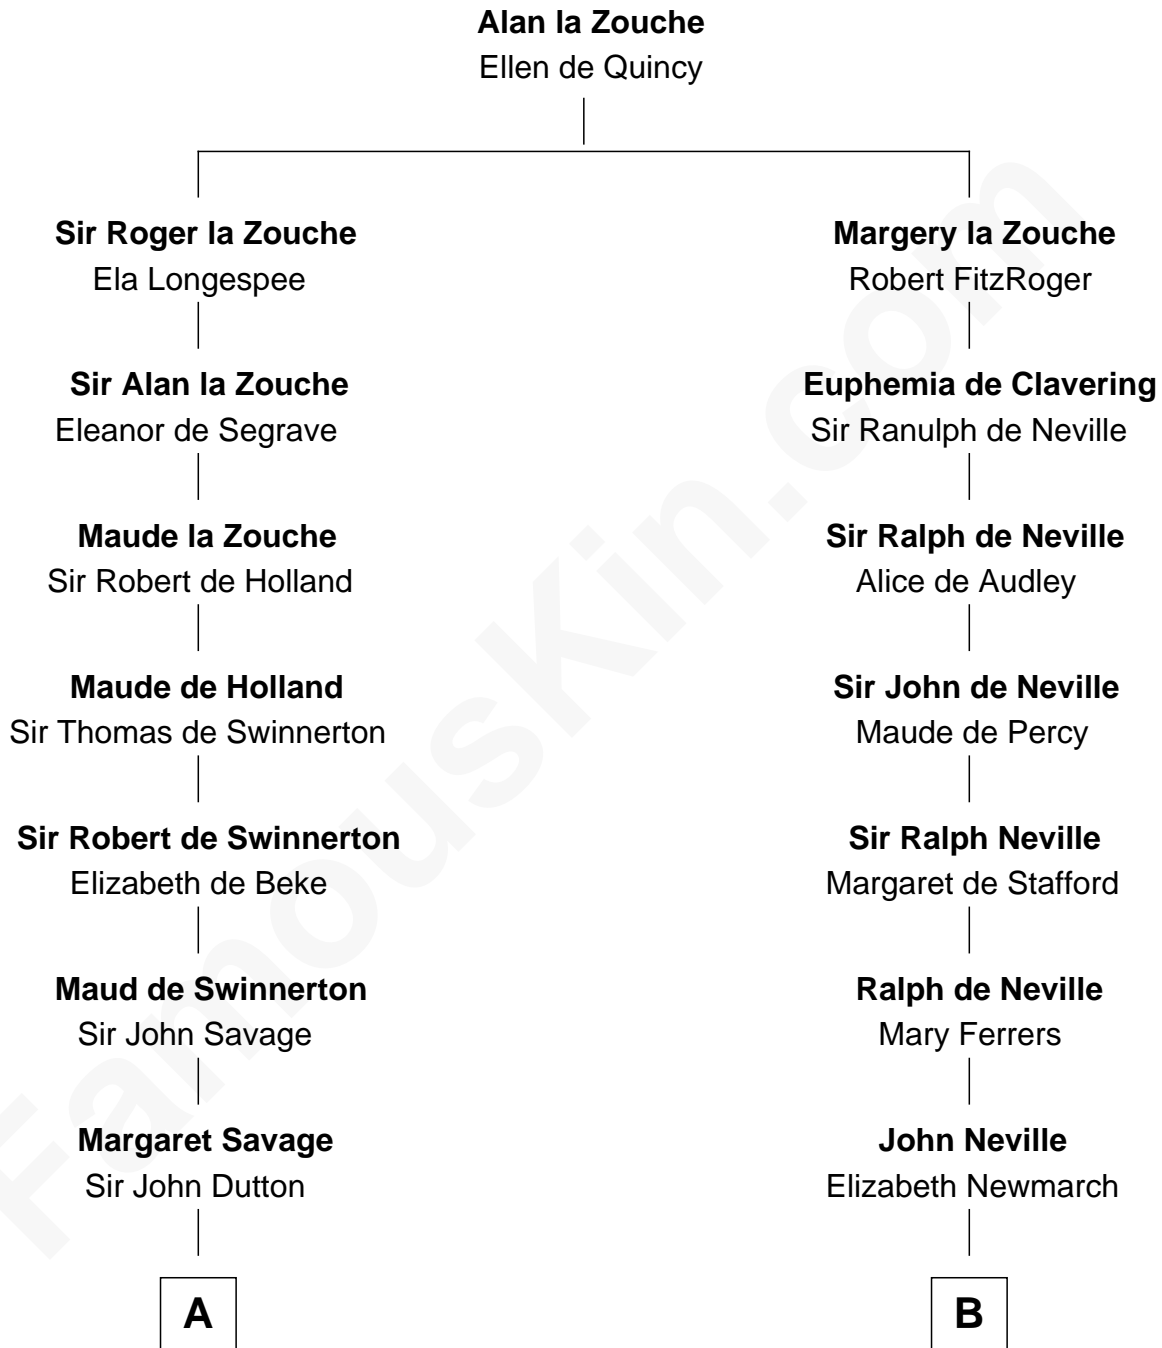 Alan la Zouche
Ellen de Quincy
Sir Roger la Zouche
Ela Longespee
Sir Alan la Zouche
Eleanor de Segrave
Maude la Zouche
Sir Robert de Holland
Maude de Holland
Sir Thomas de Swinnerton
Sir Robert de Swinnerton
Elizabeth de Beke
Maud de Swinnerton
Sir John Savage
Margaret Savage
Sir John Dutton
A
Margery la Zouche
Robert FitzRoger
Euphemia de Clavering
Sir Ranulph de Neville
Sir Ralph de Neville
Alice de Audley
Sir John de Neville
Maude de Percy
Sir Ralph Neville
Margaret de Stafford
Ralph de Neville
Mary Ferrers
John Neville
Elizabeth Newmarch
B
FamousKin.com